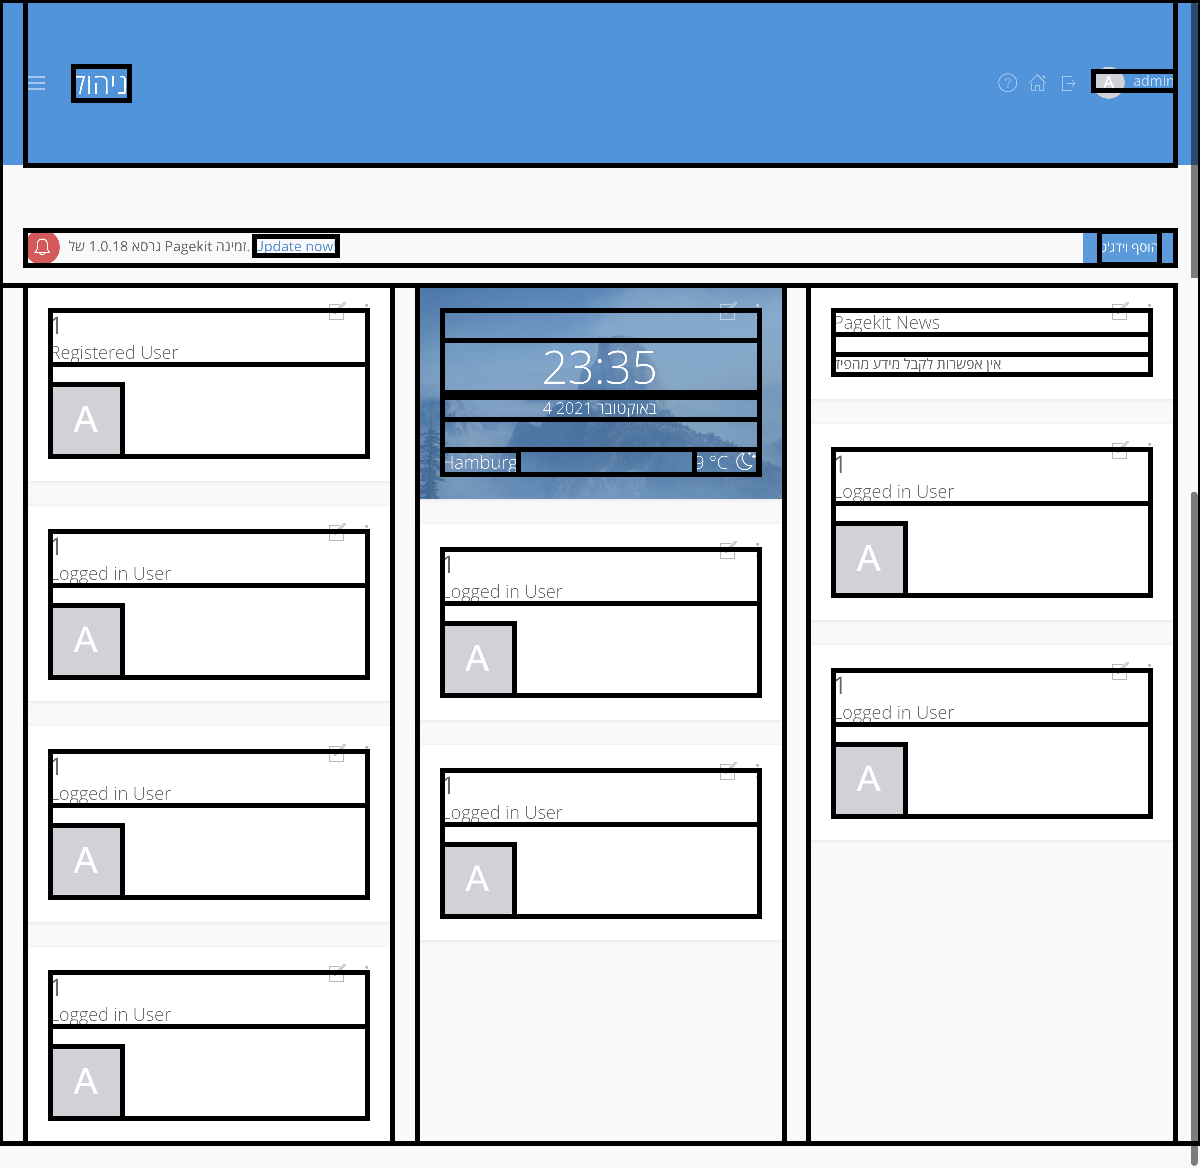 ניהול
A admin
גרסא 1.0.18 של Pagekit זמינה. Update now!
הוסף וידג'ט
1
Registered User
A
1
Logged in User
A
1
Logged in User
A
1
Logged in User
A
23:35
4 באוקטובר 2021
Hamburg
9 °C
1
Logged in User
A
1
Logged in User
A
Pagekit News
אין אפשרות לקבל מידע מהפיד
1
Logged in User
A
1
Logged in User
A